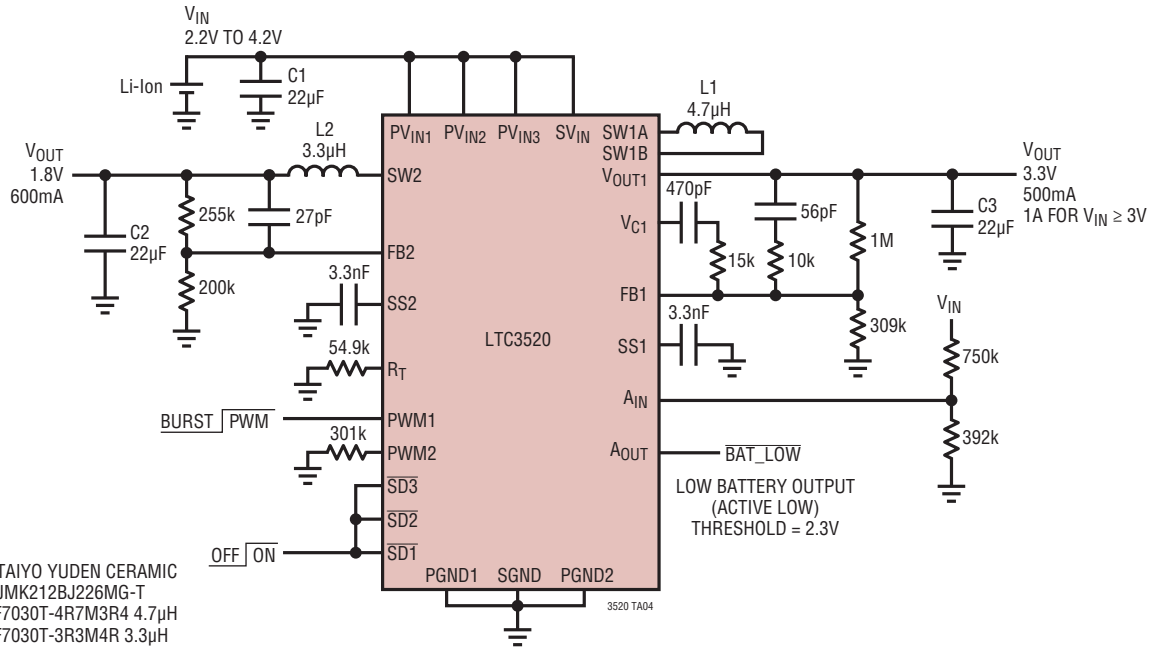 VIN
2.2V TO 4.2V
Li-Ion
C1
22µF
L1
4.7µH
PVIN1 PVIN2 PVIN3 SVIN SW1A
SW1B
L2
3.3µH
VOUT
1.8V
600mA
SW2
VOUT1
VOUT
3.3V
500mA
1A FOR VIN ≥ 3V
255k
27pF
C2
22µF
470pF
VC1
56pF
1M
C3
22µF
FB2
200k
15k
10k
3.3nF
SS2
FB1
3.3nF
309k
VIN
LTC3520
SS1
750k
54.9k
RT
AIN
BURST PWM
PWM1
392k
301k
PWM2
AOUT
BAT_LOW
SD3
LOW BATTERY OUTPUT
(ACTIVE LOW)
THRESHOLD = 2.3V
SD2
OFF ON
SD1
PGND1 SGND PGND2
3520 TA04
TAIYO YUDEN CERAMIC
JMK212BJ226MG-T
F7030T-4R7M3R4 4.7µH
F7030T-3R3M4R 3.3µH